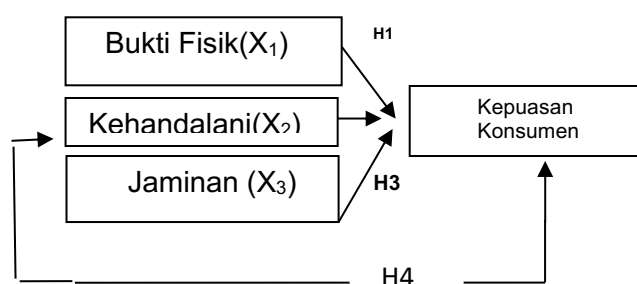 H1
Bukti Fisik(X₁)
Kehandalani(X₂)
Kepuasan
Konsumen
Jaminan (X₃)
H3
H4